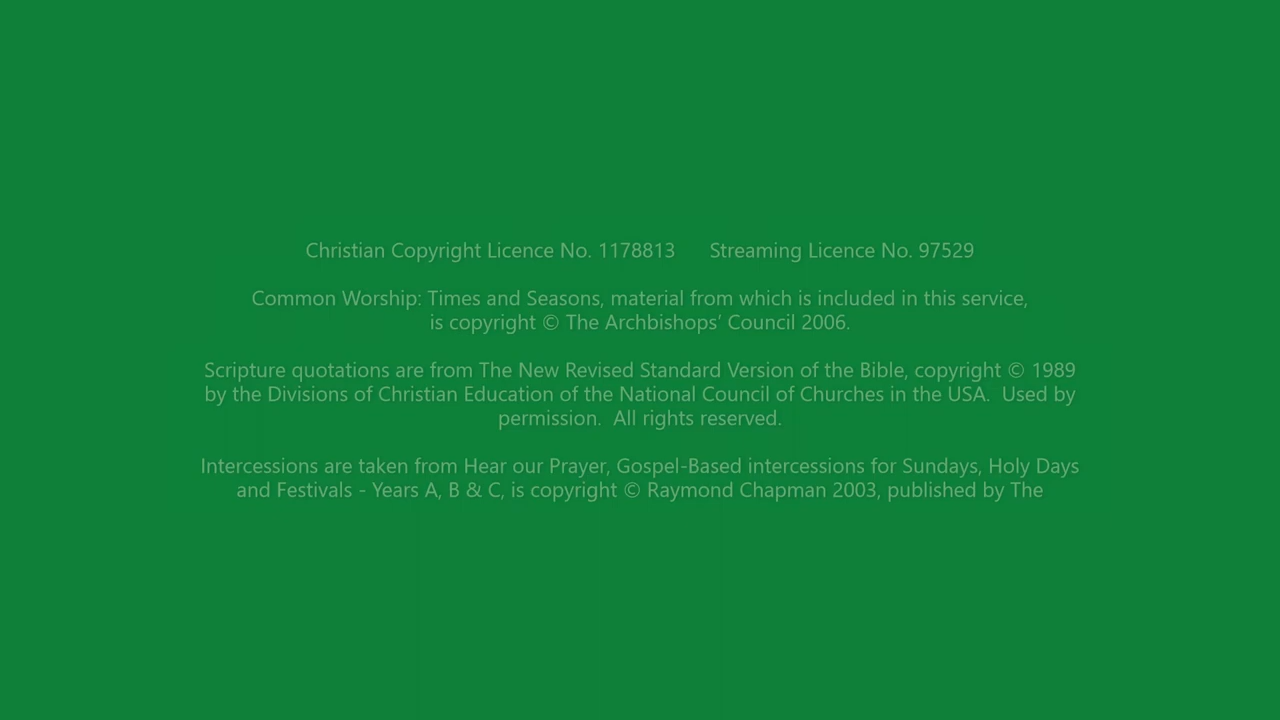 Christian Copyright Licence No. 1178813      Streaming Licence No. 97529
Common Worship: Times and Seasons, material from which is included in this service,
is copyright © The Archbishops’ Council 2006.
Scripture quotations are from The New Revised Standard Version of the Bible, copyright © 1989
by the Divisions of Christian Education of the National Council of Churches in the USA.  Used by
permission.  All rights reserved.
Intercessions are taken from Hear our Prayer, Gospel-Based intercessions for Sundays, Holy Days
and Festivals - Years A, B & C, is copyright © Raymond Chapman 2003, published by The